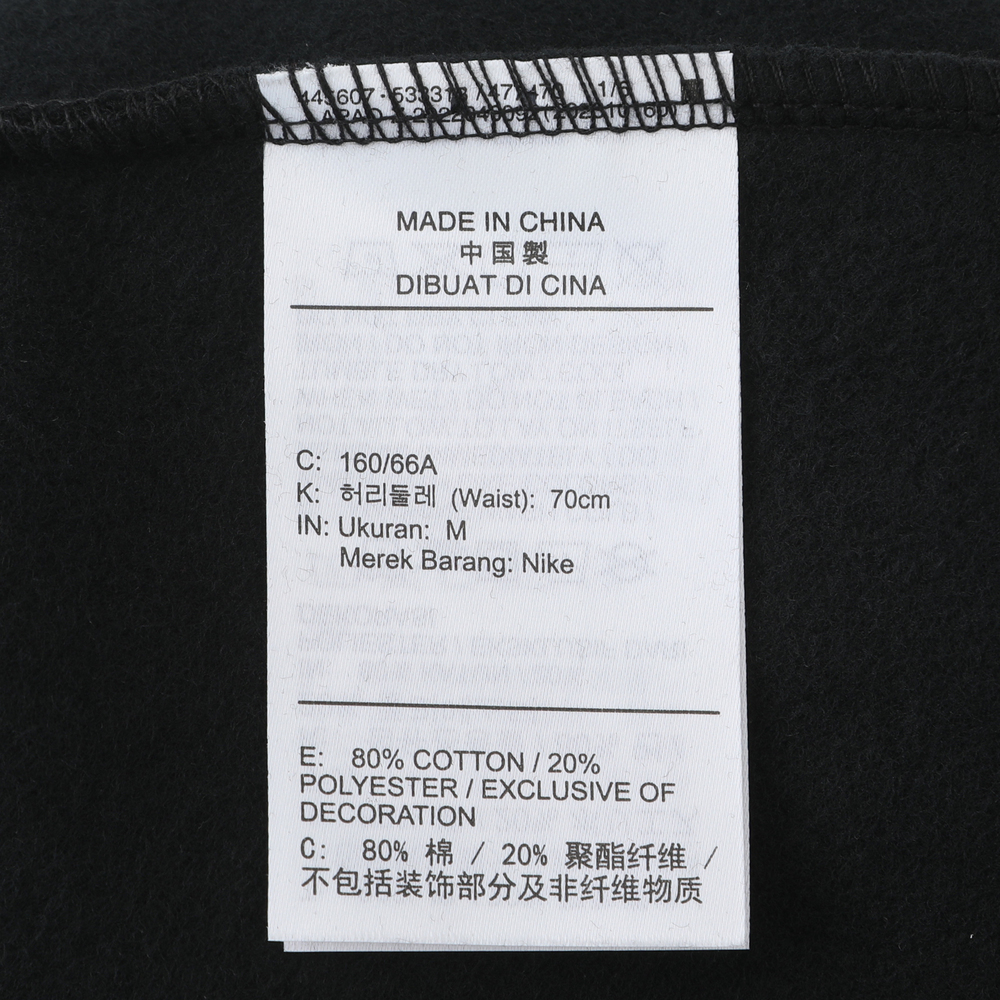 MADE IN CHINA
中国製
DIBUAT DI CINA
C: 160/66A
K: 허리둘레 (Waist): 70cm
IN: Ukuran: M
Merek Barang: Nike
E: 80% COTTON / 20%
POLYESTER / EXCLUSIVE OF
DECORATION
C: 80% 棉 / 20% 聚酯纤维 /
不包括装饰部分及非纤维物质